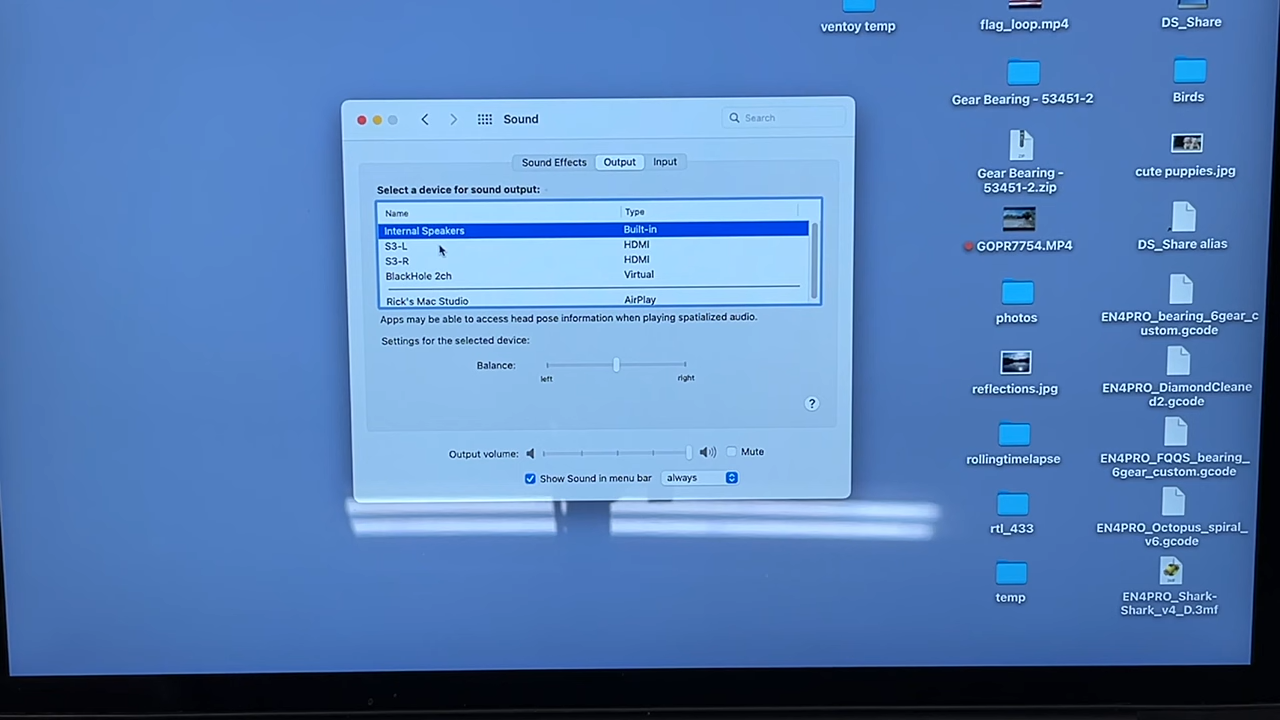 ventoy temp
flag_loop.mp4
DS_Share
Gear Bearing - 53451-2
Birds
Sound
Search
Sound Effects
Output
Input
Select a device for sound output:
Name
Type
Internal Speakers
Built-in
S3-L
HDMI
S3-R
HDMI
BlackHole 2ch
Virtual
Rick's Mac Studio
AirPlay
Apps may be able to access head pose information when playing spatialized audio.
Settings for the selected device:
Balance:
left
right
?
Output volume:
Mute
Show Sound in menu bar
always
Gear Bearing -
53451-2.zip
cute puppies.jpg
GOPR7754.MP4
DS_Share alias
photos
EN4PRO_bearing_6gear_c
ustom.gcode
reflections.jpg
EN4PRO_DiamondCleane
d2.gcode
rollingtimelapse
EN4PRO_FQQS_bearing_
6gear_custom.gcode
rtl_433
EN4PRO_Octopus_spiral_
v6.gcode
temp
EN4PRO_Shark-
Shark_v4_D.3mf